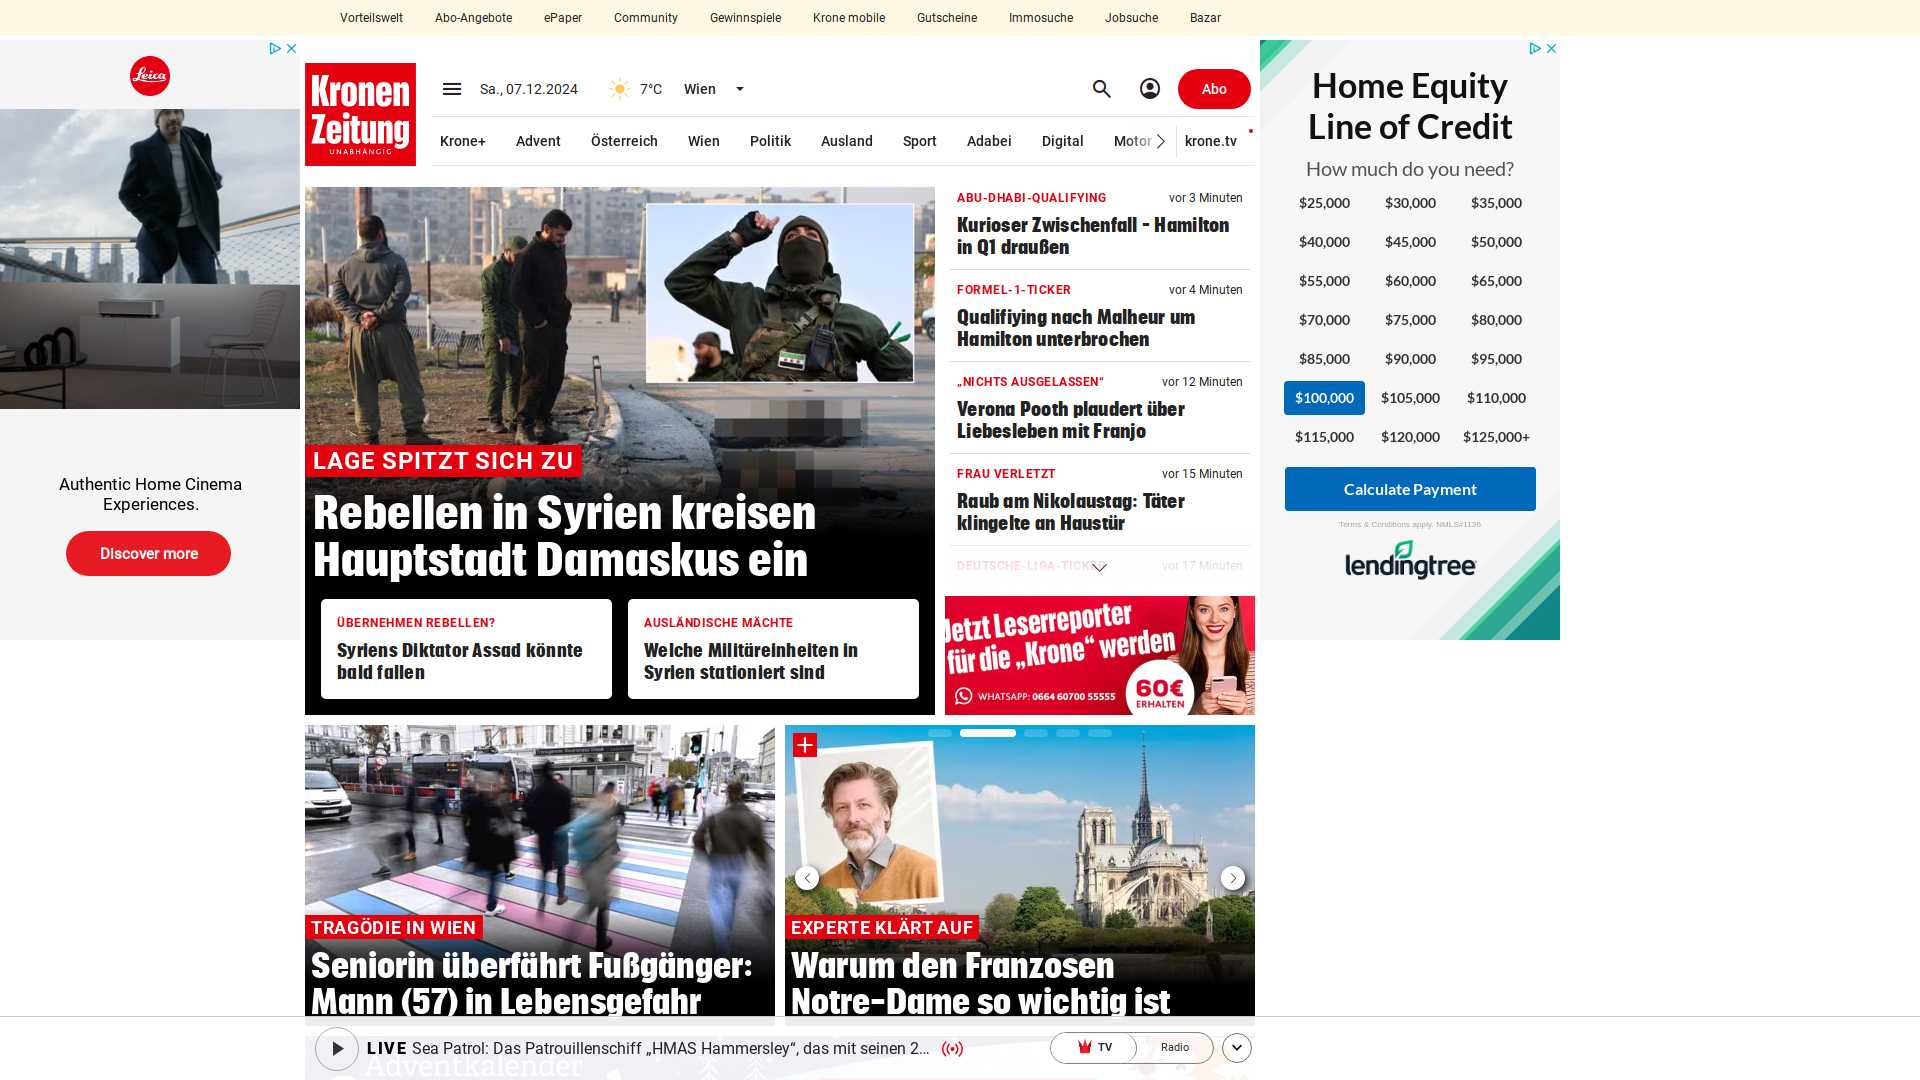 Vorteilswelt Abo-Angebote ePaper Community Gewinnspiele Krone mobile Gutscheine Immosuche Jobsuche Bazar
Leica
Authentic Home Cinema
Experiences.
Discover more
Kronen
Zeitung
UNABHÄNGIG
Sa., 07.12.2024 7°C Wien
Abo
Krone+ Advent Österreich Wien Politik Ausland Sport Adabei Digital Motor krone.tv
LAGE SPITZT SICH ZU
Rebellen in Syrien kreisen
Hauptstadt Damaskus ein
ÜBERNEHMEN REBELLEN?
Syriens Diktator Assad könnte
bald fallen
AUSLÄNDISCHE MÄCHTE
Welche Militäreinheiten in
Syrien stationiert sind
ABU-DHABI-QUALIFYING vor 3 Minuten
Kurioser Zwischenfall – Hamilton
in Q1 draußen
FORMEL-1-TICKER vor 4 Minuten
Qualifiying nach Malheur um
Hamilton unterbrochen
„NICHTS AUSGELASSEN“ vor 12 Minuten
Verona Pooth plaudert über
Liebesleben mit Franjo
FRAU VERLETZT vor 15 Minuten
Raub am Nikolaustag: Täter
klingelte an Haustür
DEUTSCHE-LIGA-TICKER vor 17 Minuten
Jetzt Leserreporter
für die „Krone“ werden
WHATSAPP: 0664 60700 55555
60€
ERHALTEN
Home Equity
Line of Credit
How much do you need?
$25,000 $30,000 $35,000
$40,000 $45,000 $50,000
$55,000 $60,000 $65,000
$70,000 $75,000 $80,000
$85,000 $90,000 $95,000
$100,000 $105,000 $110,000
$115,000 $120,000 $125,000+
Calculate Payment
Terms & Conditions apply. NMLS#1136
lendingtree
TRAGÖDIE IN WIEN
Seniorin überfährt Fußgänger:
Mann (57) in Lebensgefahr
EXPERTE KLÄRT AUF
Warum den Franzosen
Notre-Dame so wichtig ist
LIVE Sea Patrol: Das Patrouillenschiff „HMAS Hammersley“, das mit seinen 2...
TV Radio
Adventkalender